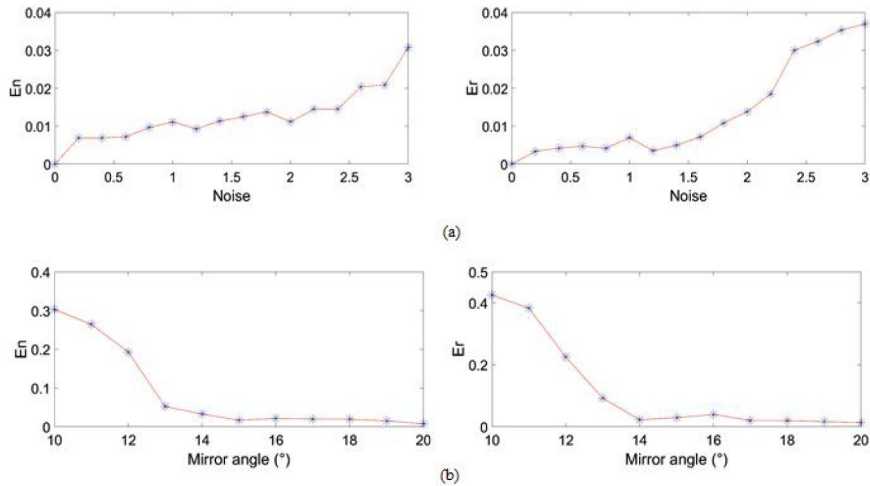 0.04 0.03 0.02 0.01 0
En
0 0.5 1 1.5 2 2.5 3
Noise
0.04 0.03 0.02 0.01 0
Er
0 0.5 1 1.5 2 2.5 3
Noise
(a)
0.4 0.3 0.2 0.1 0
En
10 12 14 16 18 20
Mirror angle (°)
0.5 0.4 0.2 0
Er
10 12 14 16 18 20
Mirror angle (°)
(b)